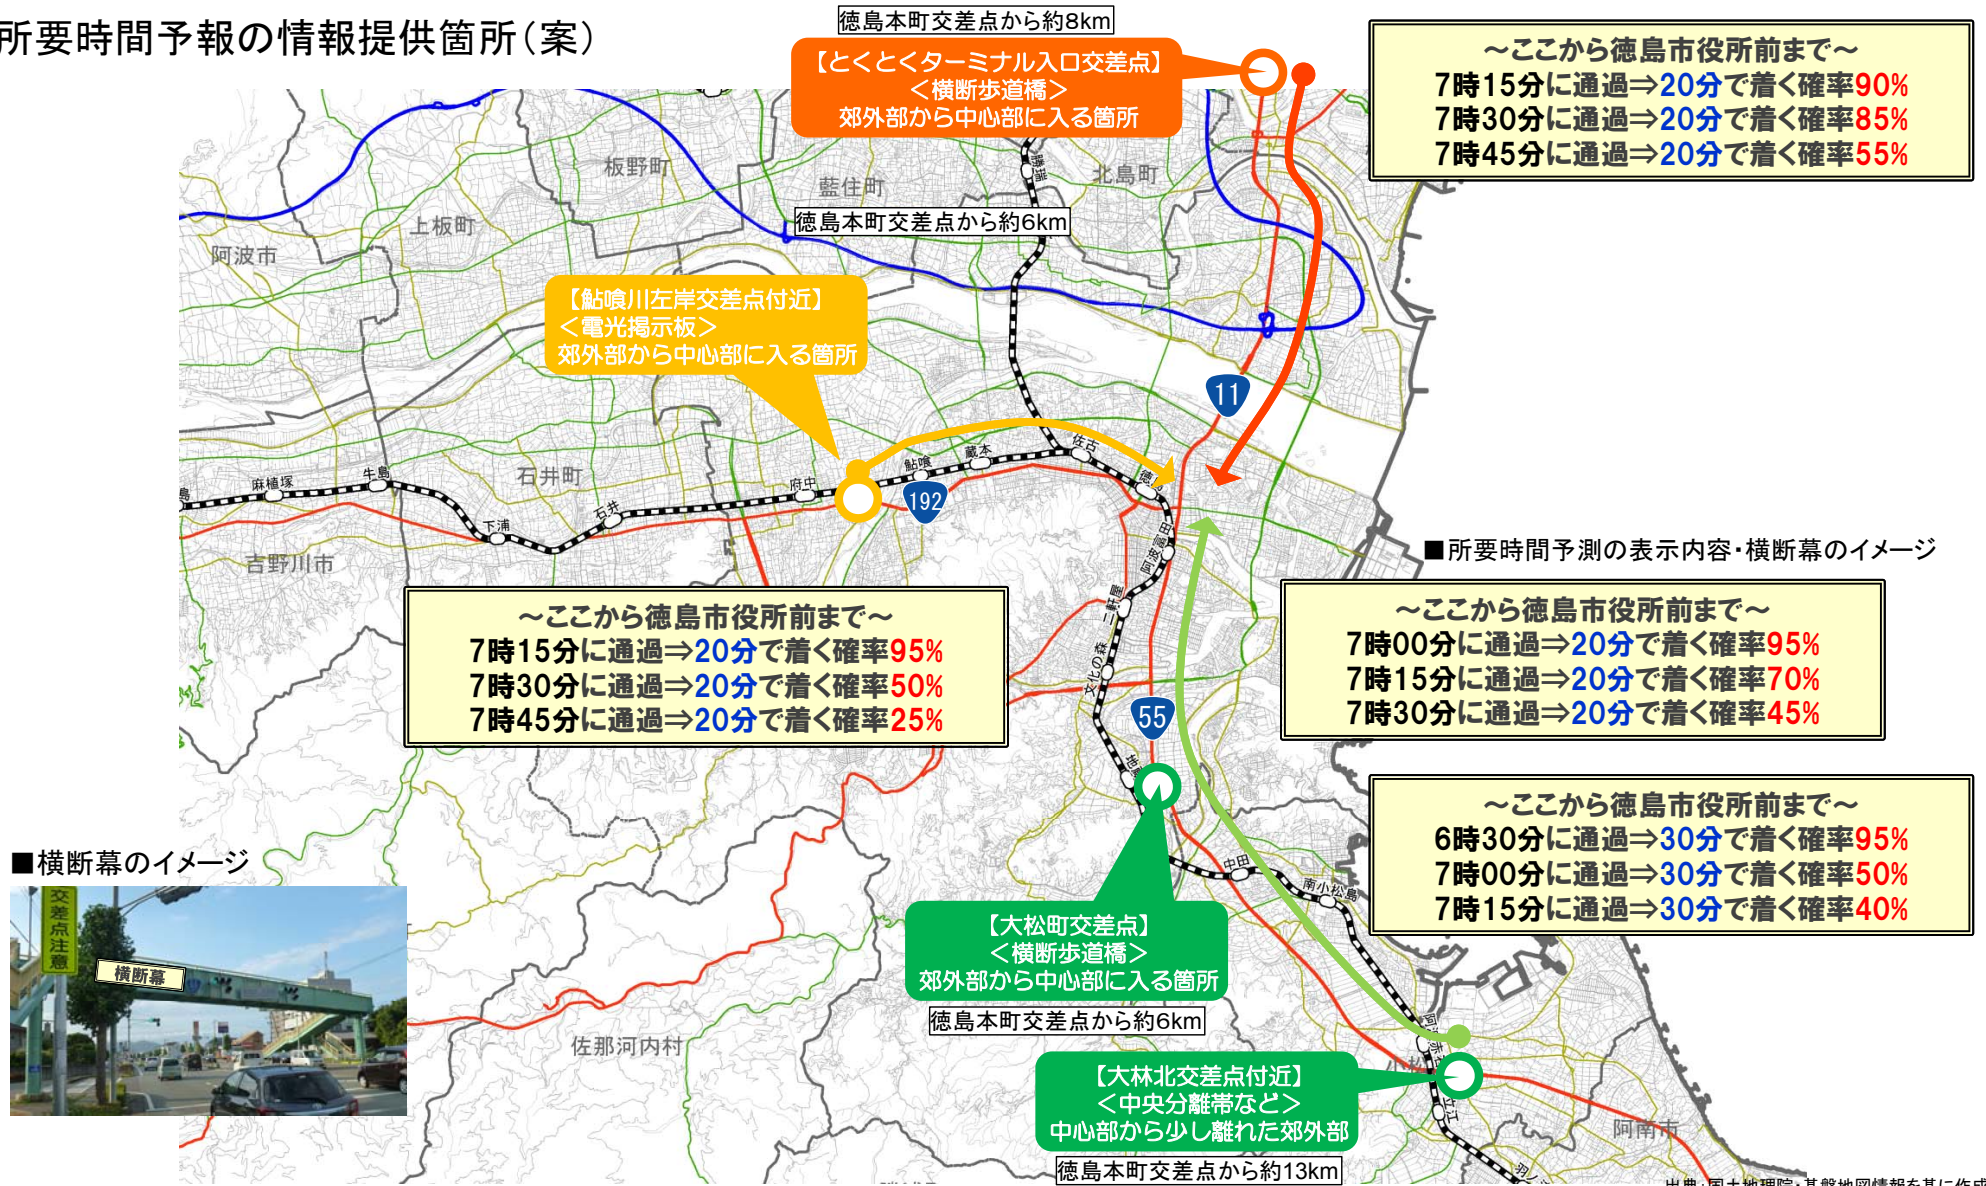 所要時間予報の情報提供箇所（案）
徳島本町交差点から約8km
【とくとくターミナル入口交差点】
＜横断歩道橋＞
郊外部から中心部に入る箇所
～ここから徳島市役所前まで～
7時15分に通過⇒20分で着く確率90%
7時30分に通過⇒20分で着く確率85%
7時45分に通過⇒20分で着く確率55%
板野町
藍住町
北島町
勝瑞
上板町
阿波市
徳島本町交差点から約6km
【鮎喰川左岸交差点付近】
＜電光掲示板＞
郊外部から中心部に入る箇所
11
佐古
蔵本
鮎喰
府中
192
石井町
石井
下浦
牛島
麻植塚
島
吉野川市
阿波富田
二軒屋
文化の森
55
■所要時間予測の表示内容・横断幕のイメージ
～ここから徳島市役所前まで～
7時15分に通過⇒20分で着く確率95%
7時30分に通過⇒20分で着く確率50%
7時45分に通過⇒20分で着く確率25%
～ここから徳島市役所前まで～
7時00分に通過⇒20分で着く確率95%
7時15分に通過⇒20分で着く確率70%
7時30分に通過⇒20分で着く確率45%
～ここから徳島市役所前まで～
6時30分に通過⇒30分で着く確率95%
7時00分に通過⇒30分で着く確率50%
7時15分に通過⇒30分で着く確率40%
■横断幕のイメージ
交差点注意
横断幕
中田
南小松島
【大松町交差点】
＜横断歩道橋＞
郊外部から中心部に入る箇所
徳島本町交差点から約6km
佐那河内村
【大林北交差点付近】
＜中央分離帯など＞
中心部から少し離れた郊外部
徳島本町交差点から約13km
立江
阿南市
出典：国土地理院・基盤地図情報を基に作成